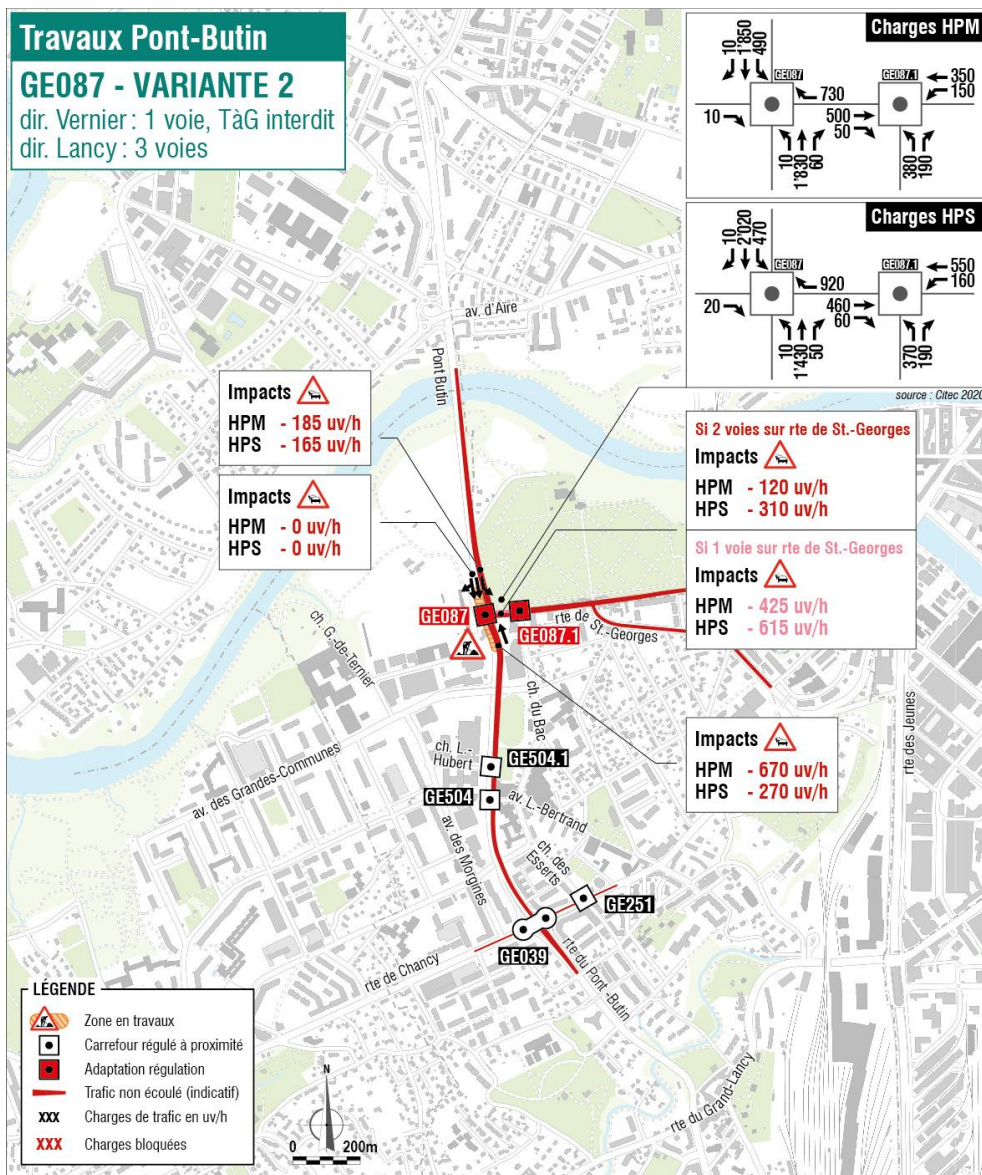 Travaux Pont-Butin
GE087 - VARIANTE 2
dir. Vernier : 1 voie, TàG interdit
dir. Lancy : 3 voies
Charges HPM
10
1'850
490
GE087
GE087.1
350
150
730
10
500
50
10
1'830
60
380
190
Charges HPS
10
2'020
470
GE087
GE087.1
550
160
920
20
460
60
10
1'430
50
370
190
source : Citec 2020
av. d'Aïre
Pont Butin
Impacts
HPM - 185 uv/h
HPS - 165 uv/h
Impacts
HPM - 0 uv/h
HPS - 0 uv/h
Si 2 voies sur rte de St.-Georges
Impacts
HPM - 120 uv/h
HPS - 310 uv/h
Si 1 voie sur rte de St.-Georges
Impacts
HPM - 425 uv/h
HPS - 615 uv/h
GE087
GE087.1
rte de St.-Georges
ch. G.-de-Ternier
ch. du Bac
rte des Jeunes
Impacts
HPM - 670 uv/h
HPS - 270 uv/h
ch. L.-
Hubert
GE504.1
GE504
av. L.-Bertrand
av. des Grandes-Communes
av. des Morgines
ch. des
Esserts
GE251
GE039
rte de Chancy
rte du Pont -Butin
rte du Grand-Lancy
LÉGENDE
Zone en travaux
Carrefour régulé à proximité
Adaptation régulation
Trafic non écoulé (indicatif)
XXX Charges de trafic en uv/h
XXX Charges bloquées
N
0 200m